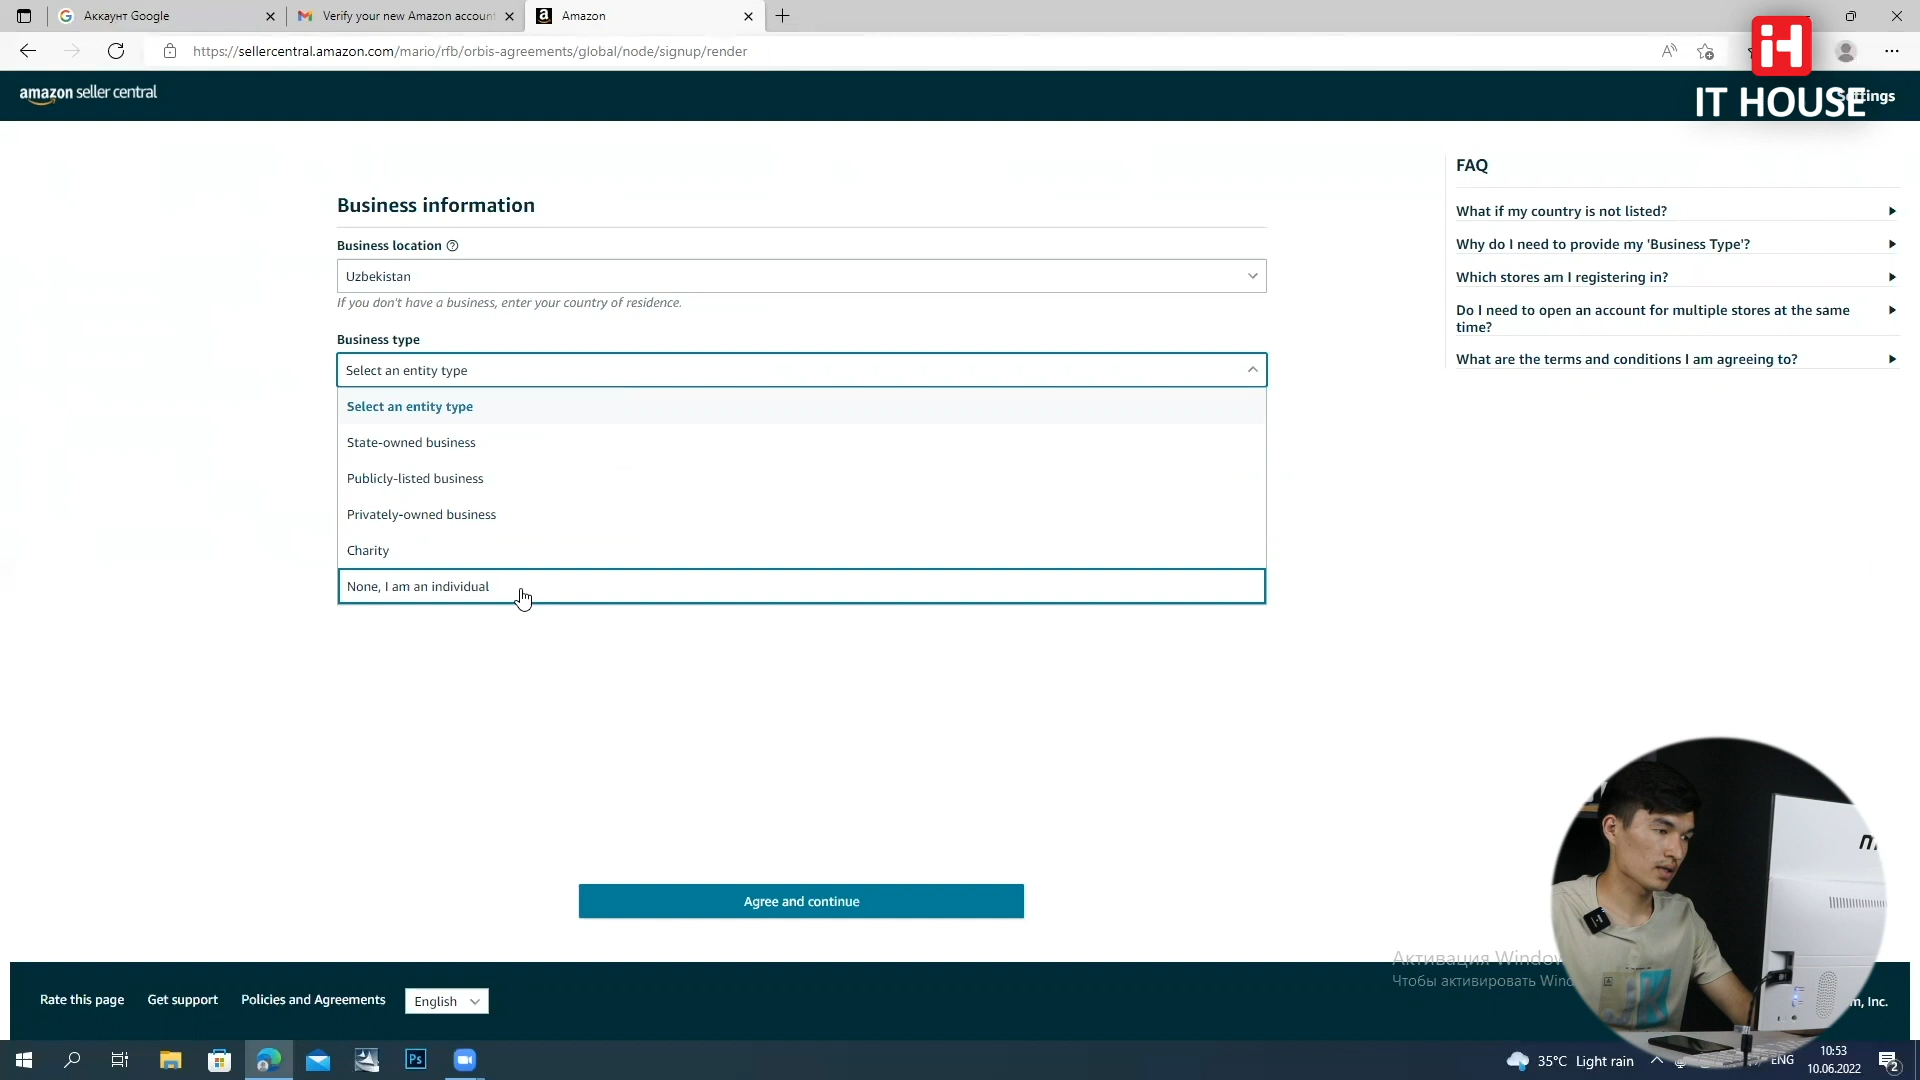 Аккаунт Google
Verify your new Amazon account
Amazon
https://sellercentral.amazon.com/mario/rfb/orbis-agreements/global/node/signup/render
IT HOUSE
amazon seller central
FAQ
What if my country is not listed?
Why do I need to provide my 'Business Type'?
Which stores am I registering in?
Do I need to open an account for multiple stores at the same
time?
What are the terms and conditions I am agreeing to?
Business information
Business location
Uzbekistan
If you don't have a business, enter your country of residence.
Business type
Select an entity type
Select an entity type
State-owned business
Publicly-listed business
Privately-owned business
Charity
None, I am an individual
Agree and continue
Активация
Чтобы активировать
Rate this page
Get support
Policies and Agreements
English
Inc.
Ps
35°C Light rain
ENG
10:53
10.06.2022
2